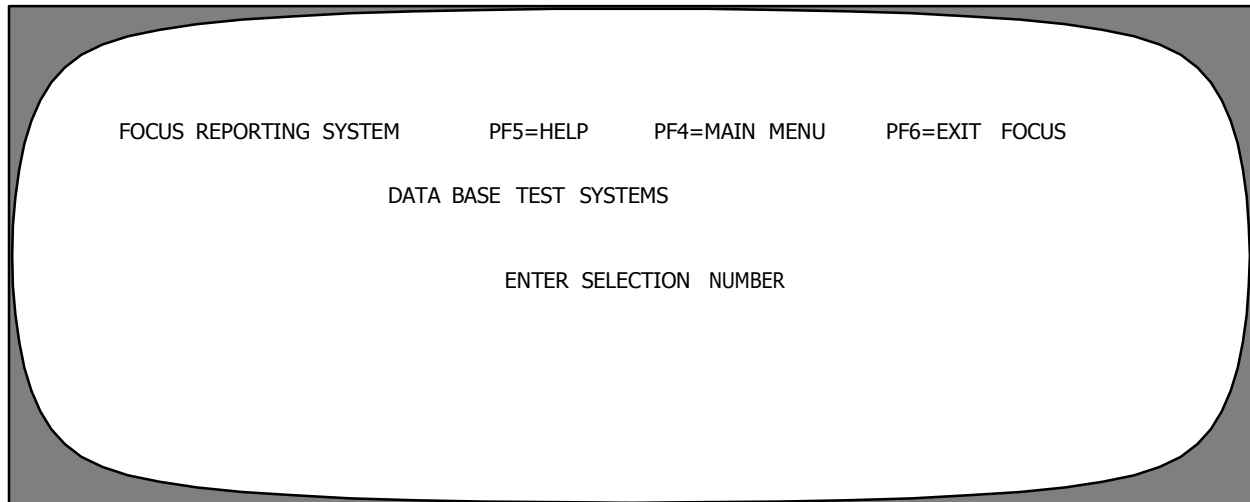 FOCUS REPORTING SYSTEM PF5=HELP PF4=MAIN MENU PF6=EXIT FOCUS
DATA BASE TEST SYSTEMS
ENTER SELECTION NUMBER